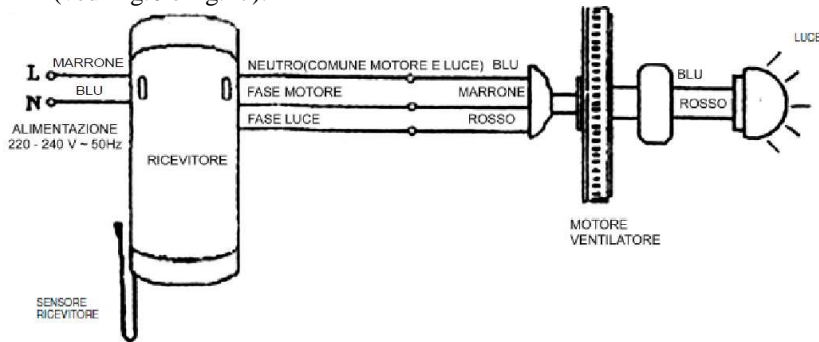 L MARRONE
N BLU
ALIMENTAZIONE
220 - 240 V ~ 50Hz
RICEVITORE
SENSORE
RICEVITORE
NEUTRO(COMUNE MOTORE E LUCE) BLU
FASE MOTORE MARRONE
FASE LUCE ROSSO
MOTORE
VENTILATORE
BLU
ROSSO
LUCE